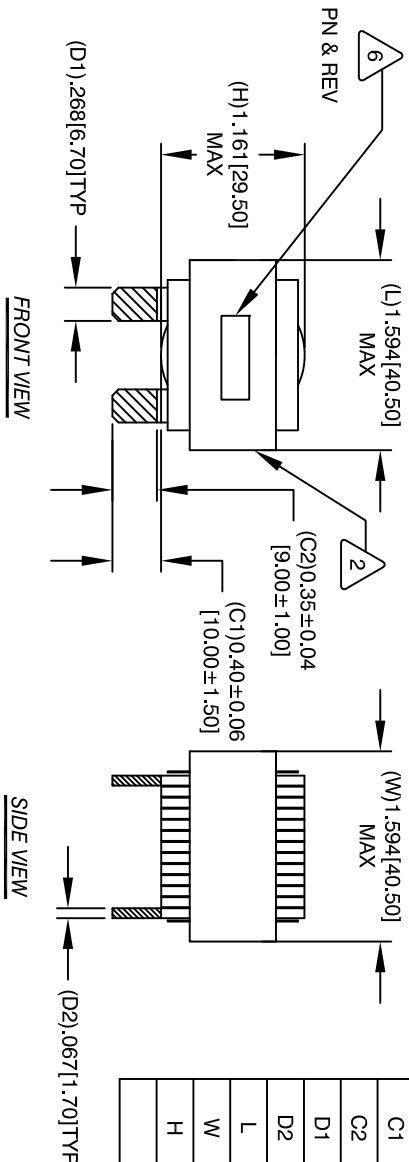 6
PN & REV
(H)1.161[29.50]
MAX
(L)1.594[40.50]
MAX
2
(D1).268[6.70]TYP
(C2)0.35±0.04
[9.00±1.00]
(C1)0.40±0.06
[10.00±1.50]
FRONT VIEW
(W)1.594[40.50]
MAX
(D2).067[1.70]TYP
SIDE VIEW
C1
C2
D1
D2
L
W
H